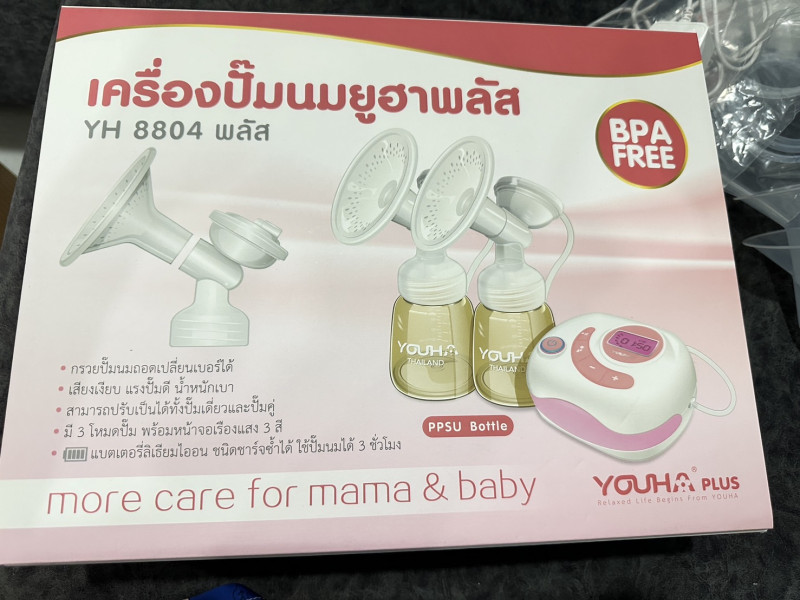 เครื่องปั๊มนมยูฮาพลัส
YH 8804 พลัส
BPA
FREE
YOUHA
THAILAND
YOUHA
THAILAND
0:150
PPSU Bottle
• กรวยปั๊มนมถอดเปลี่ยนเบอร์ได้
• เสียงเงียบ แรงปั๊มดี น้ำหนักเบา
• สามารถปรับเป็นได้ทั้งปั๊มเดี่ยวและปั๊มคู่
• มี 3 โหมดปั๊ม พร้อมหน้าจอเรืองแสง 3 สี
• แบตเตอรี่ลิเธียมไอออน ชนิดชาร์จซ้ำได้ ใช้ปั๊มนมได้ 3 ชั่วโมง
more care for mama & baby
YOUHA® PLUS
Relaxed Life Begins From YOUHA